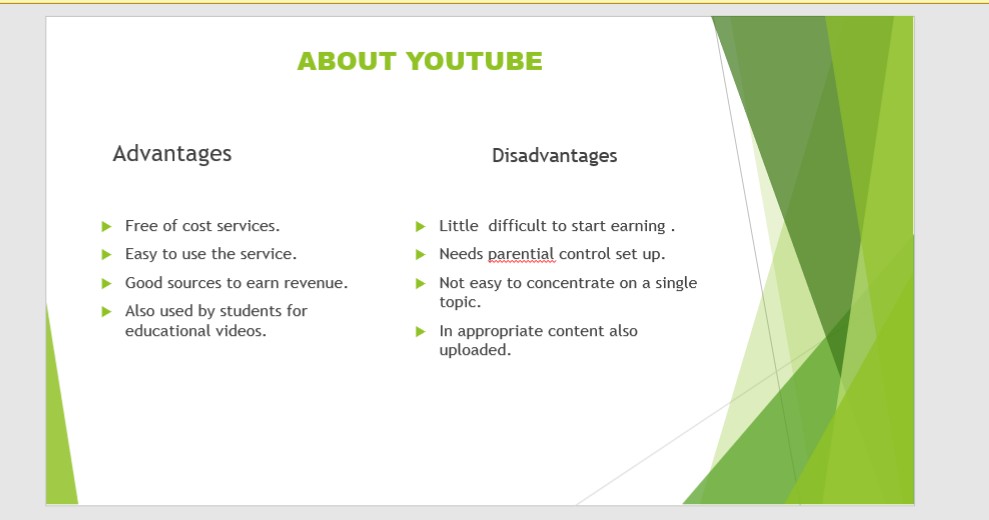 ABOUT YOUTUBE
Advantages
Free of cost services.
Easy to use the service.
Good sources to earn revenue.
Also used by students for
educational videos.
Disadvantages
Little  difficult to start earning .
Needs parential control set up.
Not easy to concentrate on a single
topic.
In appropriate content also
uploaded.